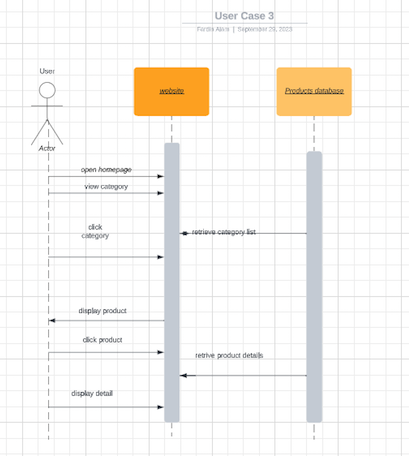 User Case 3
Fardin Alam | September 26, 2023
User
website
Products database
Actor
open homepage
view category
click
category
retrieve category list
display product
click product
retrive product details
display detail